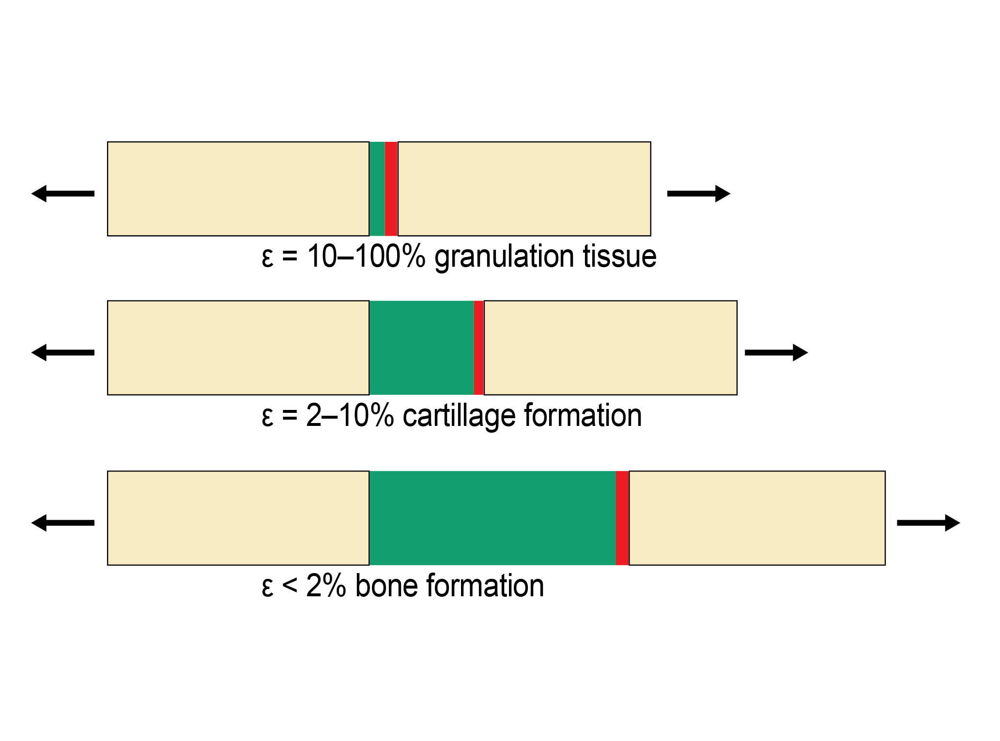 ε = 10–100% granulation tissue
ε = 2–10% cartillage formation
ε < 2% bone formation